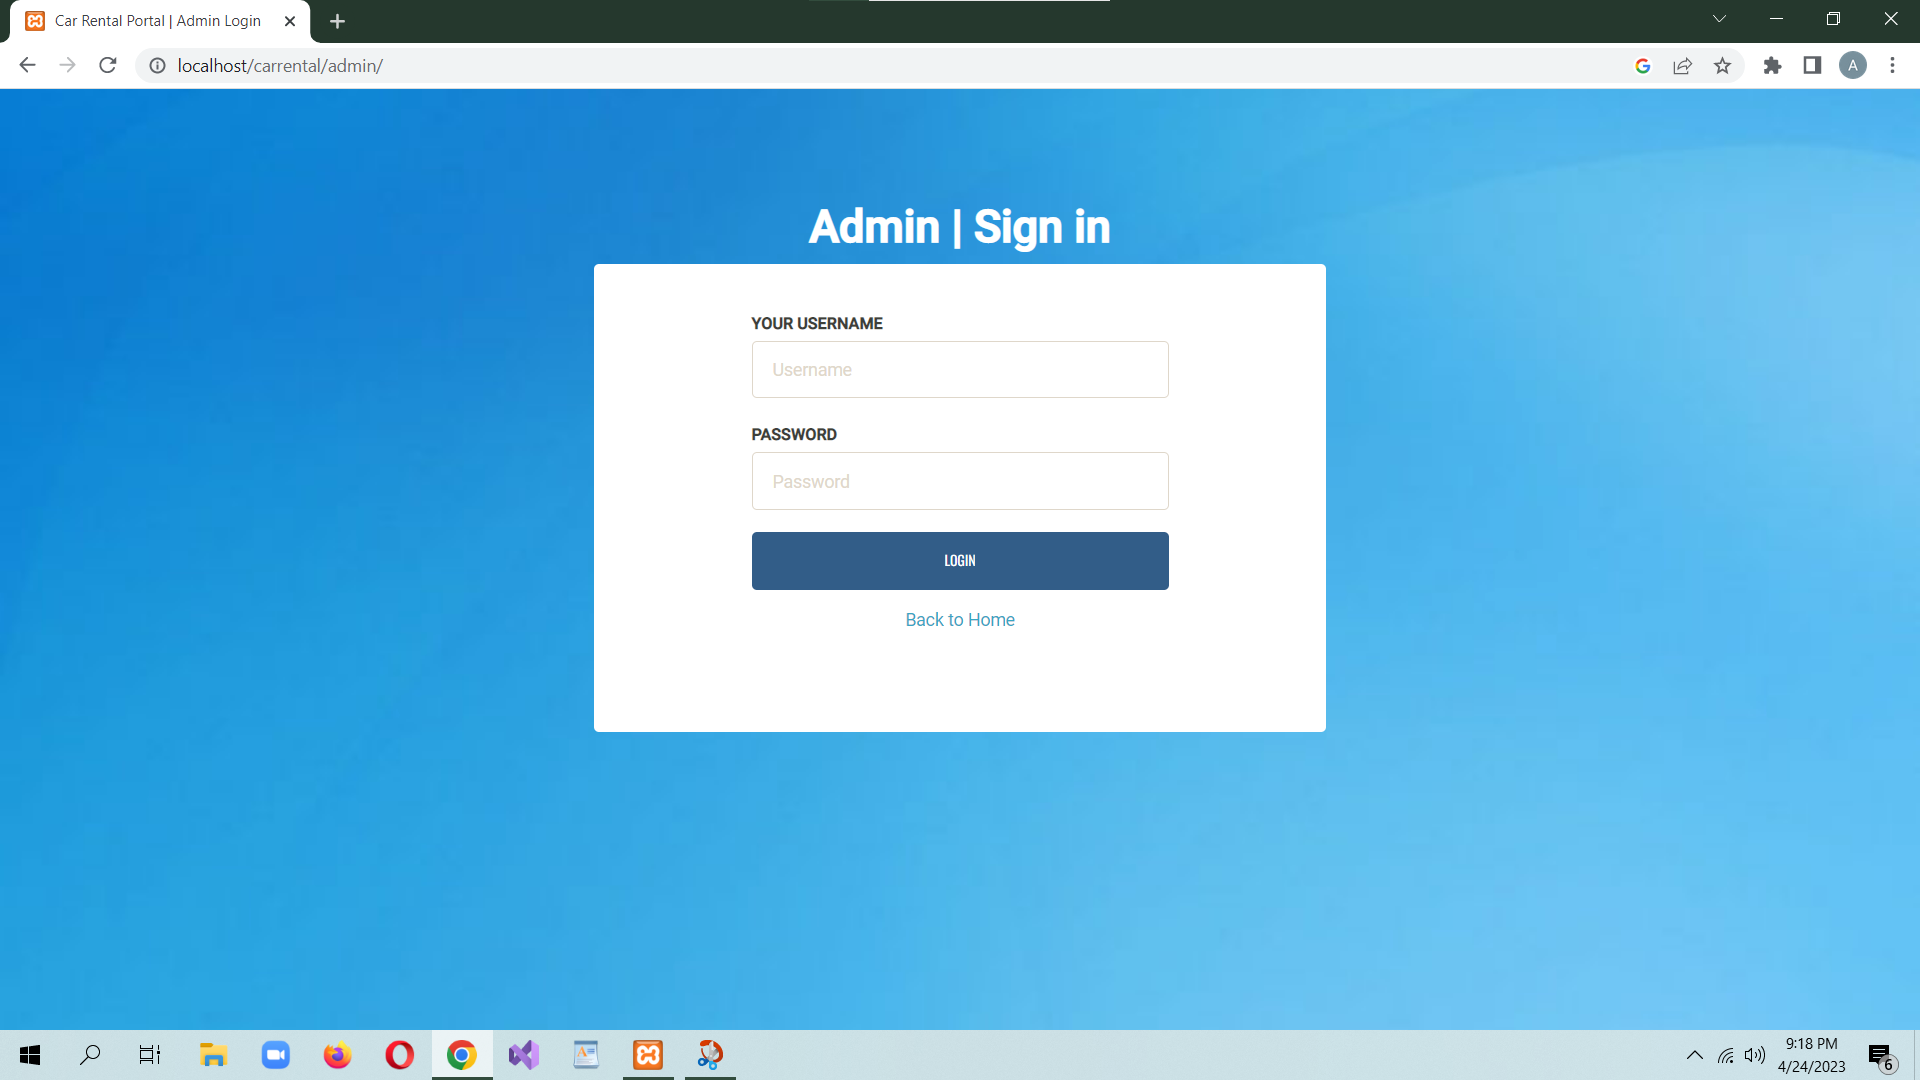 Car Rental Portal | Admin Login
localhost/carrental/admin/
A
Admin | Sign in
YOUR USERNAME
Username
PASSWORD
Password
LOGIN
Back to Home
9:18 PM
4/24/2023
6